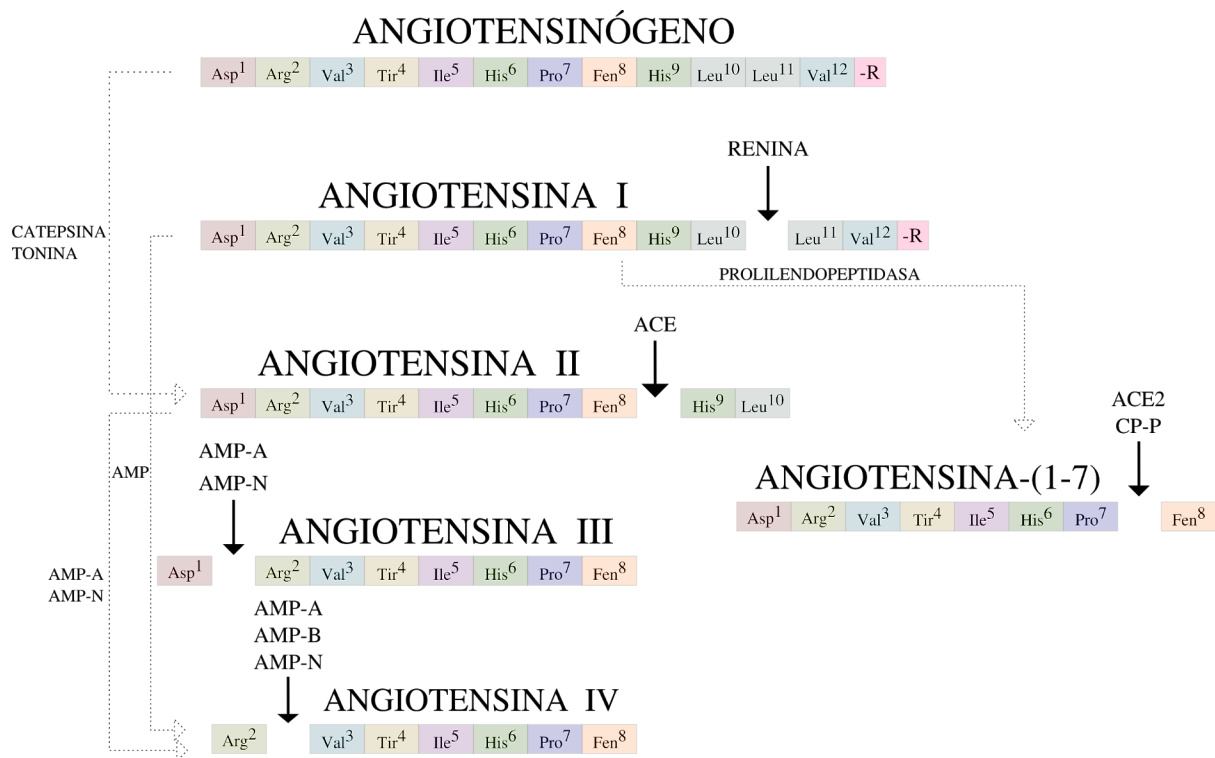 ANGIOTENSINÓGENO
Asp1 Arg2 Val3 Tir4 Ile5 His6 Pro7 Fen8 His9 Leu10 Leu11 Val12 -R
RENINA
ANGIOTENSINA I
CATEPSINA
TONINA
Asp1 Arg2 Val3 Tir4 Ile5 His6 Pro7 Fen8 His9 Leu10 Leu11 Val12 -R
PROLILENDOPEPTIDASA
ACE
ANGIOTENSINA II
Asp1 Arg2 Val3 Tir4 Ile5 His6 Pro7 Fen8 His9 Leu10
ACE2
CP-P
AMP-A
AMP-N
AMP
ANGIOTENSINA-(1-7)
Asp1 Arg2 Val3 Tir4 Ile5 His6 Pro7 Fen8
ANGIOTENSINA III
Asp1 Arg2 Val3 Tir4 Ile5 His6 Pro7 Fen8
AMP-A
AMP-N
AMP-A
AMP-B
AMP-N
ANGIOTENSINA IV
Arg2 Val3 Tir4 Ile5 His6 Pro7 Fen8